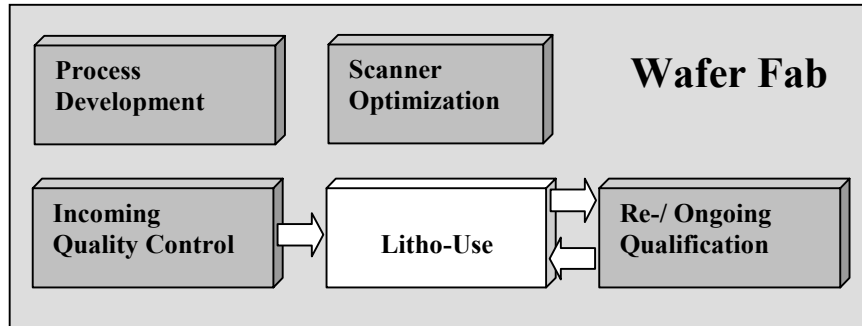 Process
Development
Scanner
Optimization
Wafer Fab
Incoming
Quality Control
Litho-Use
Re-/ Ongoing
Qualification